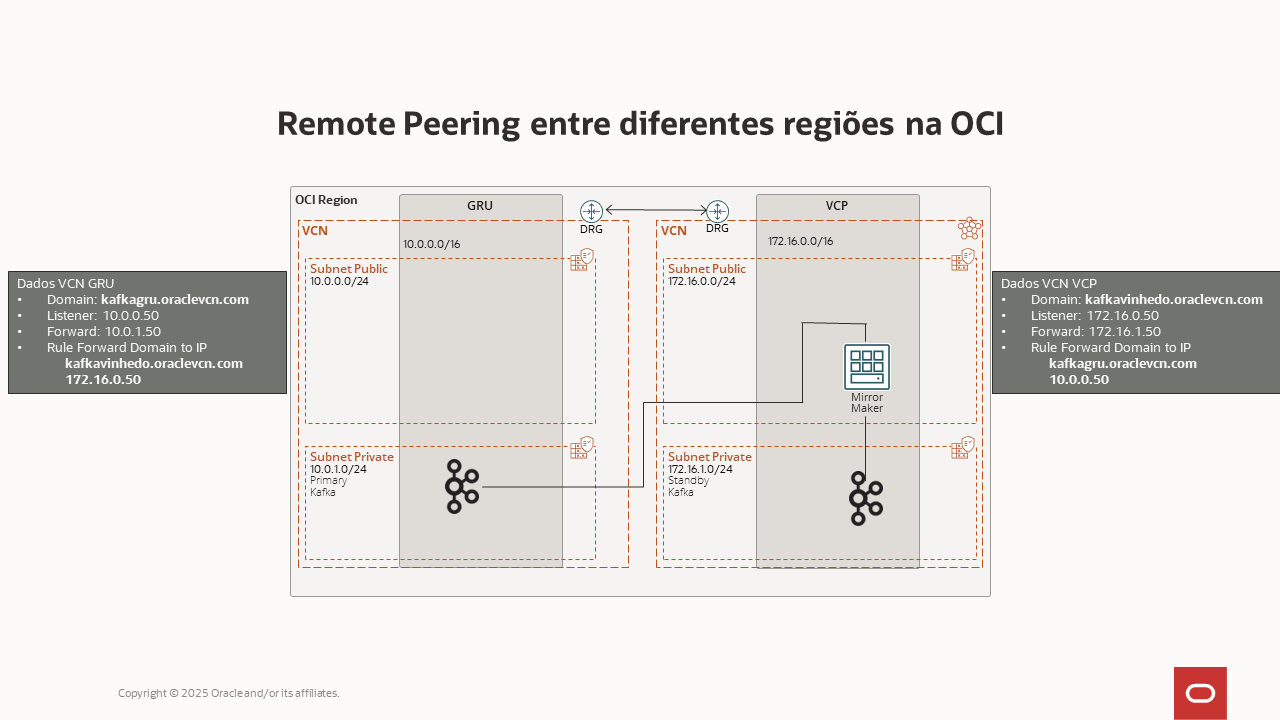 Remote Peering entre diferentes regiões na OCI
OCI Region
GRU
VCP
DRG
DRG
VCN
10.0.0.0/16
VCN
172.16.0.0/16
Subnet Public
10.0.0.0/24
Subnet Public
172.16.0.0/24
Dados VCN GRU
• Domain: kafkagru.oraclevcn.com
• Listener: 10.0.0.50
• Forward: 10.0.1.50
• Rule Forward Domain to IP
kafkavinhedo.oraclevcn.com
172.16.0.50
Dados VCN VCP
• Domain: kafkavinhedo.oraclevcn.com
• Listener: 172.16.0.50
• Forward: 172.16.1.50
• Rule Forward Domain to IP
kafkagru.oraclevcn.com
10.0.0.50
Mirror
Maker
Subnet Private
10.0.1.0/24
Primary
Kafka
Subnet Private
172.16.1.0/24
Standby
Kafka
Copyright © 2025 Oracle and/or its affiliates.